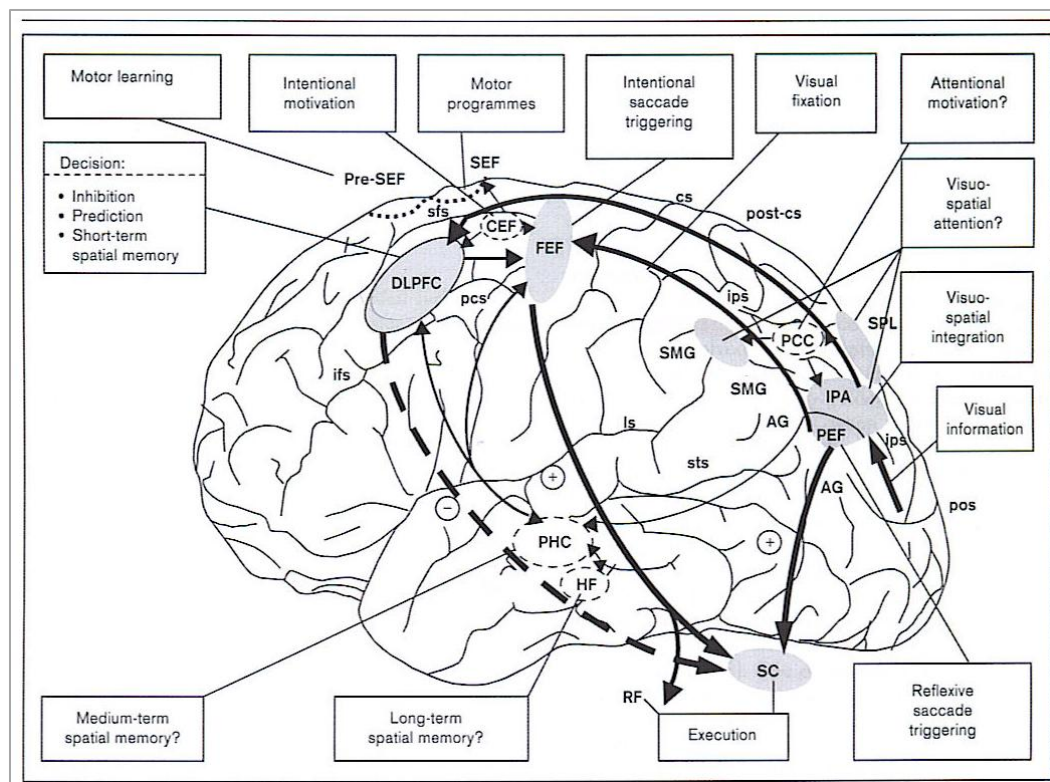 Motor learning
Intentional
motivation
Motor
programmes
Intentional
saccade
triggering
Visual
fixation
Attentional
motivation?
Decision:
• Inhibition
• Prediction
• Short-term
spatial memory
Visuo-
spatial
attention?
Visuo-
spatial
integration
Visual
information
Pre-SEF
SEF
sfs
CEF
FEF
cs
post-cs
DLPFC
pcs
ips
PCC
SPL
SMG
SMG
IPA
ifs
ls
AG
PEF
ips
sts
AG
pos
+
−
PHC
+
HF
SC
RF
Medium-term
spatial memory?
Long-term
spatial memory?
Execution
Reflexive
saccade
triggering